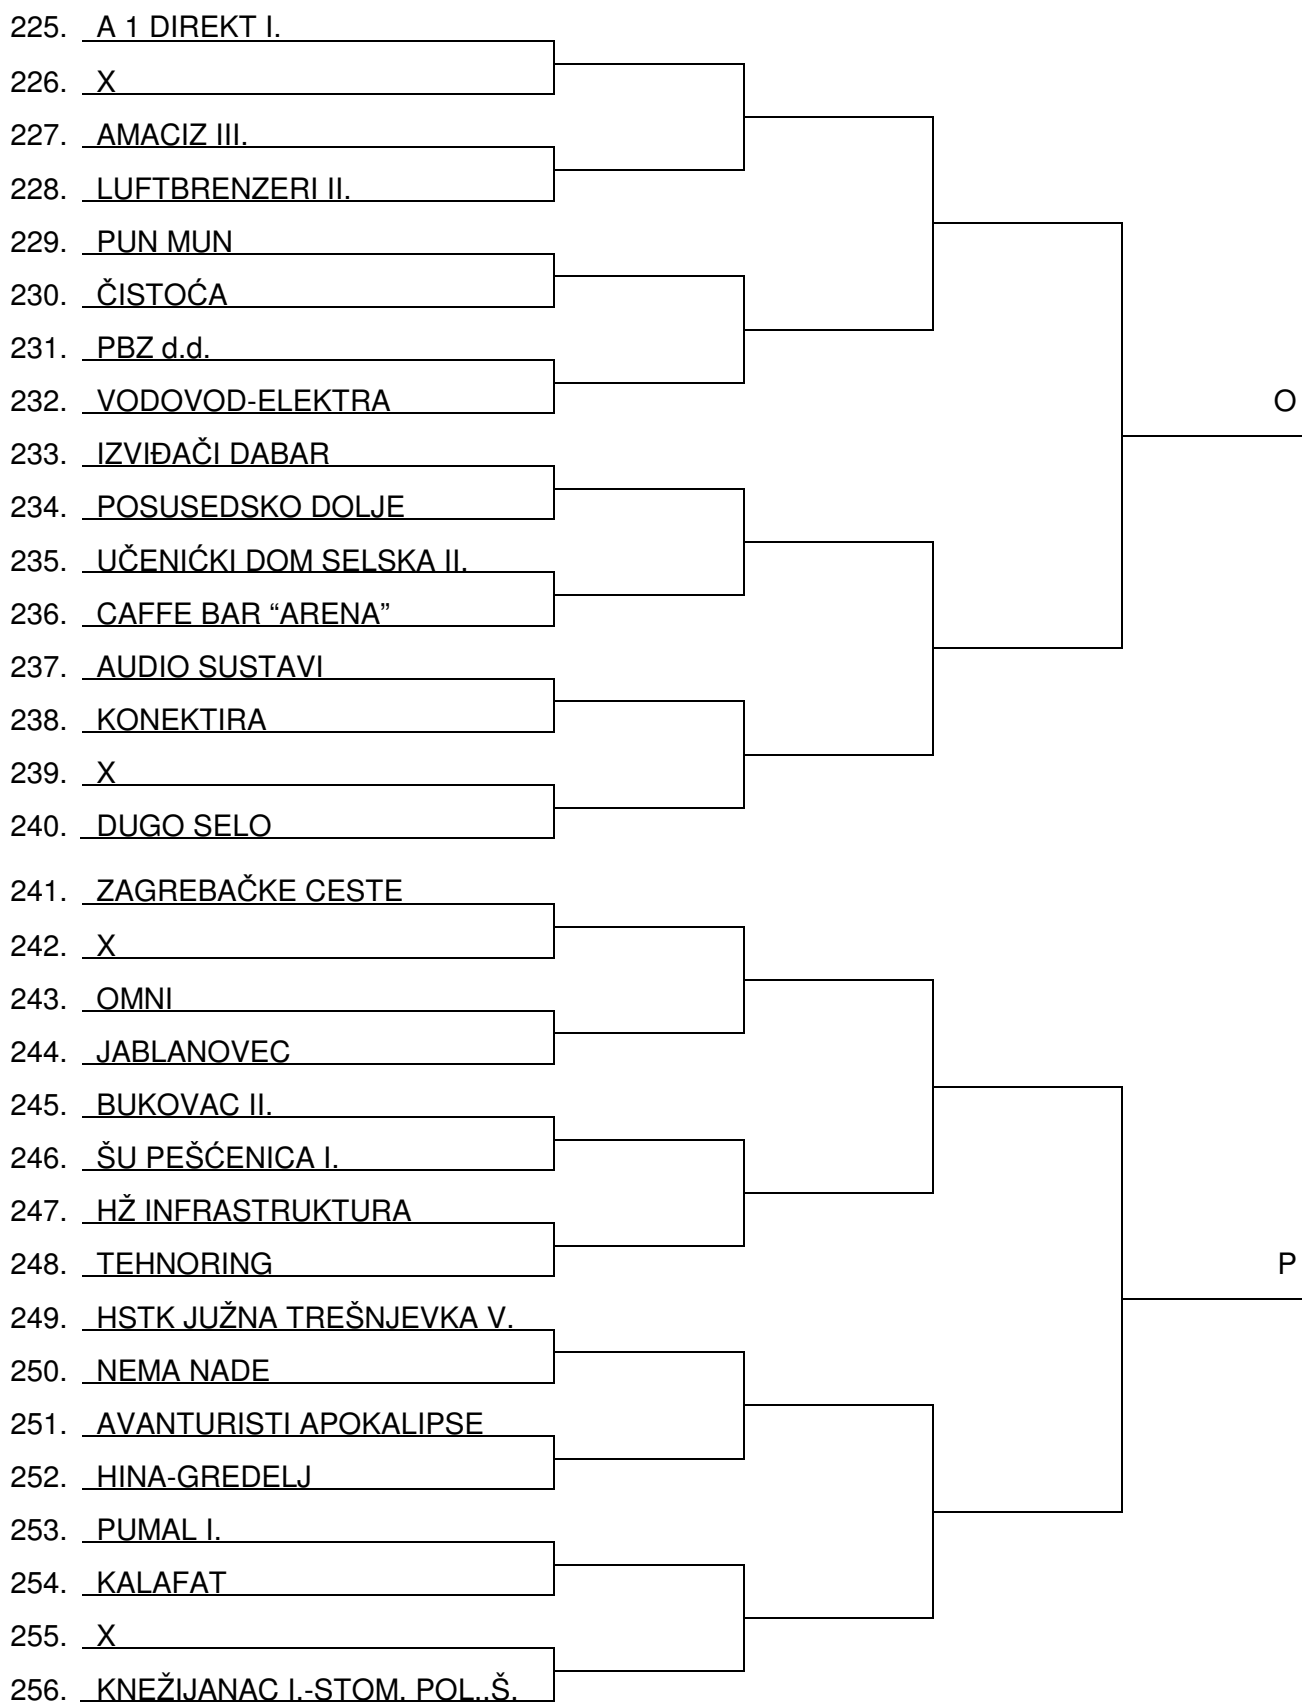 225. A 1 DIREKT I.
226. X
227. AMACIZ III.
228. LUFTBRENZERI II.
229. PUN MUN
230. ČISTOĆA
231. PBZ d.d.
232. VODOVOD-ELEKTRA
O
233. IZVIĐAČI DABAR
234. POSUSEDSKO DOLJE
235. UČENIĆKI DOM SELSKA II.
236. CAFFE BAR “ARENA”
237. AUDIO SUSTAVI
238. KONEKTIRA
239. X
240. DUGO SELO
241. ZAGREBAČKE CESTE
242. X
243. OMNI
244. JABLANOVEC
245. BUKOVAC II.
246. ŠU PEŠĆENICA I.
247. HŽ INFRASTRUKTURA
248. TEHNORING
P
249. HSTK JUŽNA TREŠNJEVKA V.
250. NEMA NADE
251. AVANTURISTI APOKALIPSE
252. HINA-GREDELJ
253. PUMAL I.
254. KALAFAT
255. X
256. KNEŽIJANAC I.-STOM. POL..Š.